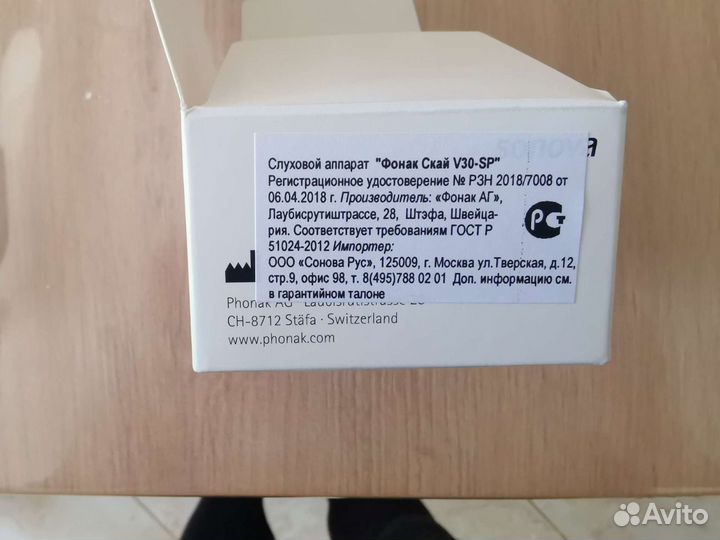 Слуховой аппарат "Фонак Скай V30-SP"
Регистрационное удостоверение № РЗН 2018/7008 от
06.04.2018 г. Производитель: «Фонак АГ»,
Лаубисрутиштрассе, 28, Штэфа, Швейца-
рия. Соответствует требованиям ГОСТ Р
51024-2012 Импортер:
ООО «Сонова Рус», 125009, г. Москва ул.Тверская, д.12,
стр.9, офис 98, т. 8(495)788 02 01 Доп. информацию см.
в гарантийном талоне
Phonak AG
CH-8712 Stäfa · Switzerland
www.phonak.com
Avito